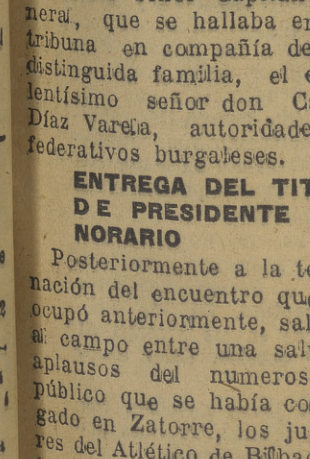 neral, que se hallaba en
tribuna en compañía de
distinguida familia, el e
lentísimo señor don Ca
Díaz Varela, autoridade
federativos burgaleses.
ENTREGA DEL TIT
DE PRESIDENTE
NORARIO
Posteriormente a la te
nación del encuentro que
ocupó anteriormente, sal
al campo entre una sal
aplausos del numeros
público que se había co
gado en Zatorre, los ju
res del Atlético de Bilba